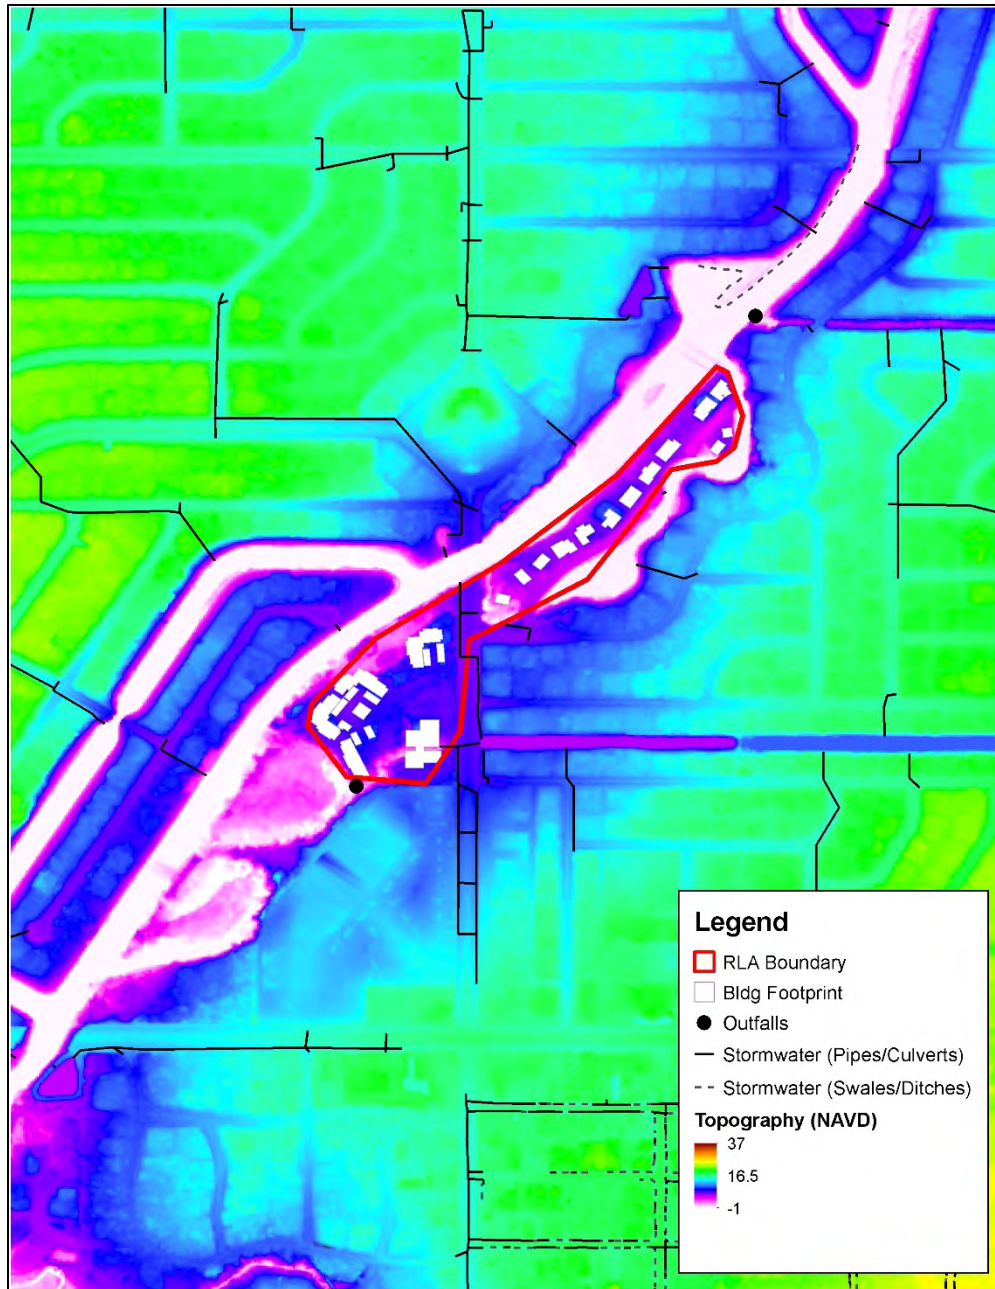 Legend
RLA Boundary
Bldg Footprint
Outfalls
Stormwater (Pipes/Culverts)
Stormwater (Swales/Ditches)
Topography (NAVD)
37
16.5
-1